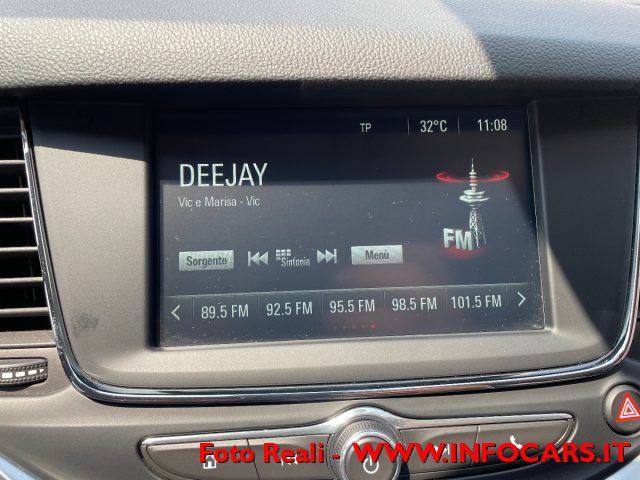 TP 32°C 11:08
DEEJAY
Vic e Marisa - Vic
FM
Sorgente Sintonia Menù
89.5 FM 92.5 FM 95.5 FM 98.5 FM 101.5 FM
Foto Reali - WWW.INFOCARS.IT